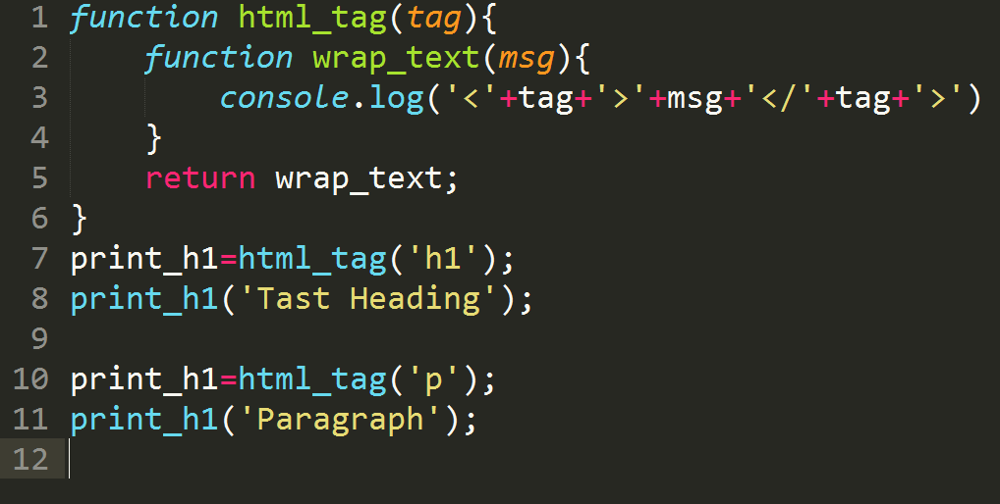 1 function html_tag(tag){
2     function wrap_text(msg){
3         console.log('<'+tag+'>'+msg+'</'+tag+'>')
4     }
5     return wrap_text;
6 }
7 print_h1=html_tag('h1');
8 print_h1('Tast Heading');
9
10 print_h1=html_tag('p');
11 print_h1('Paragraph');
12